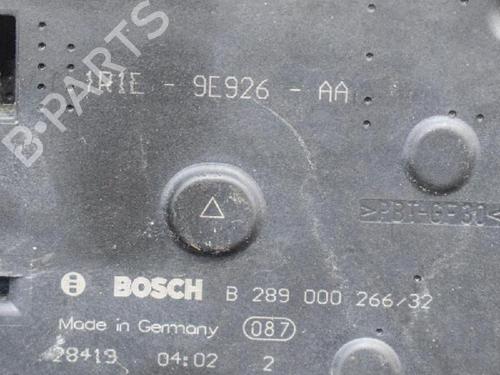 1R1E - 9E926 - AA
B-PARTS
>PBT-GF30<
BOSCH B 289 000 266/32
Made in Germany 087
28419 04:02 2